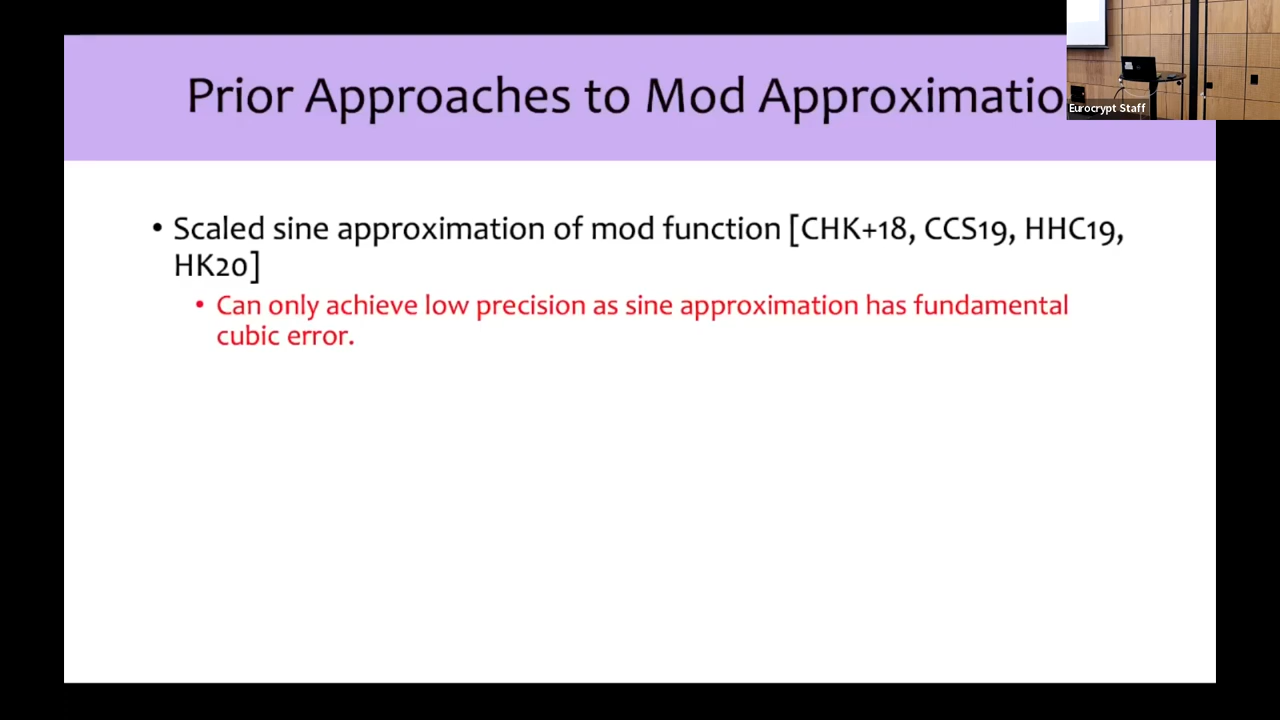 Prior Approaches to Mod Approximatio
Eurocrypt Staff
• Scaled sine approximation of mod function [CHK+18, CCS19, HHC19,
HK20]
• Can only achieve low precision as sine approximation has fundamental
cubic error.